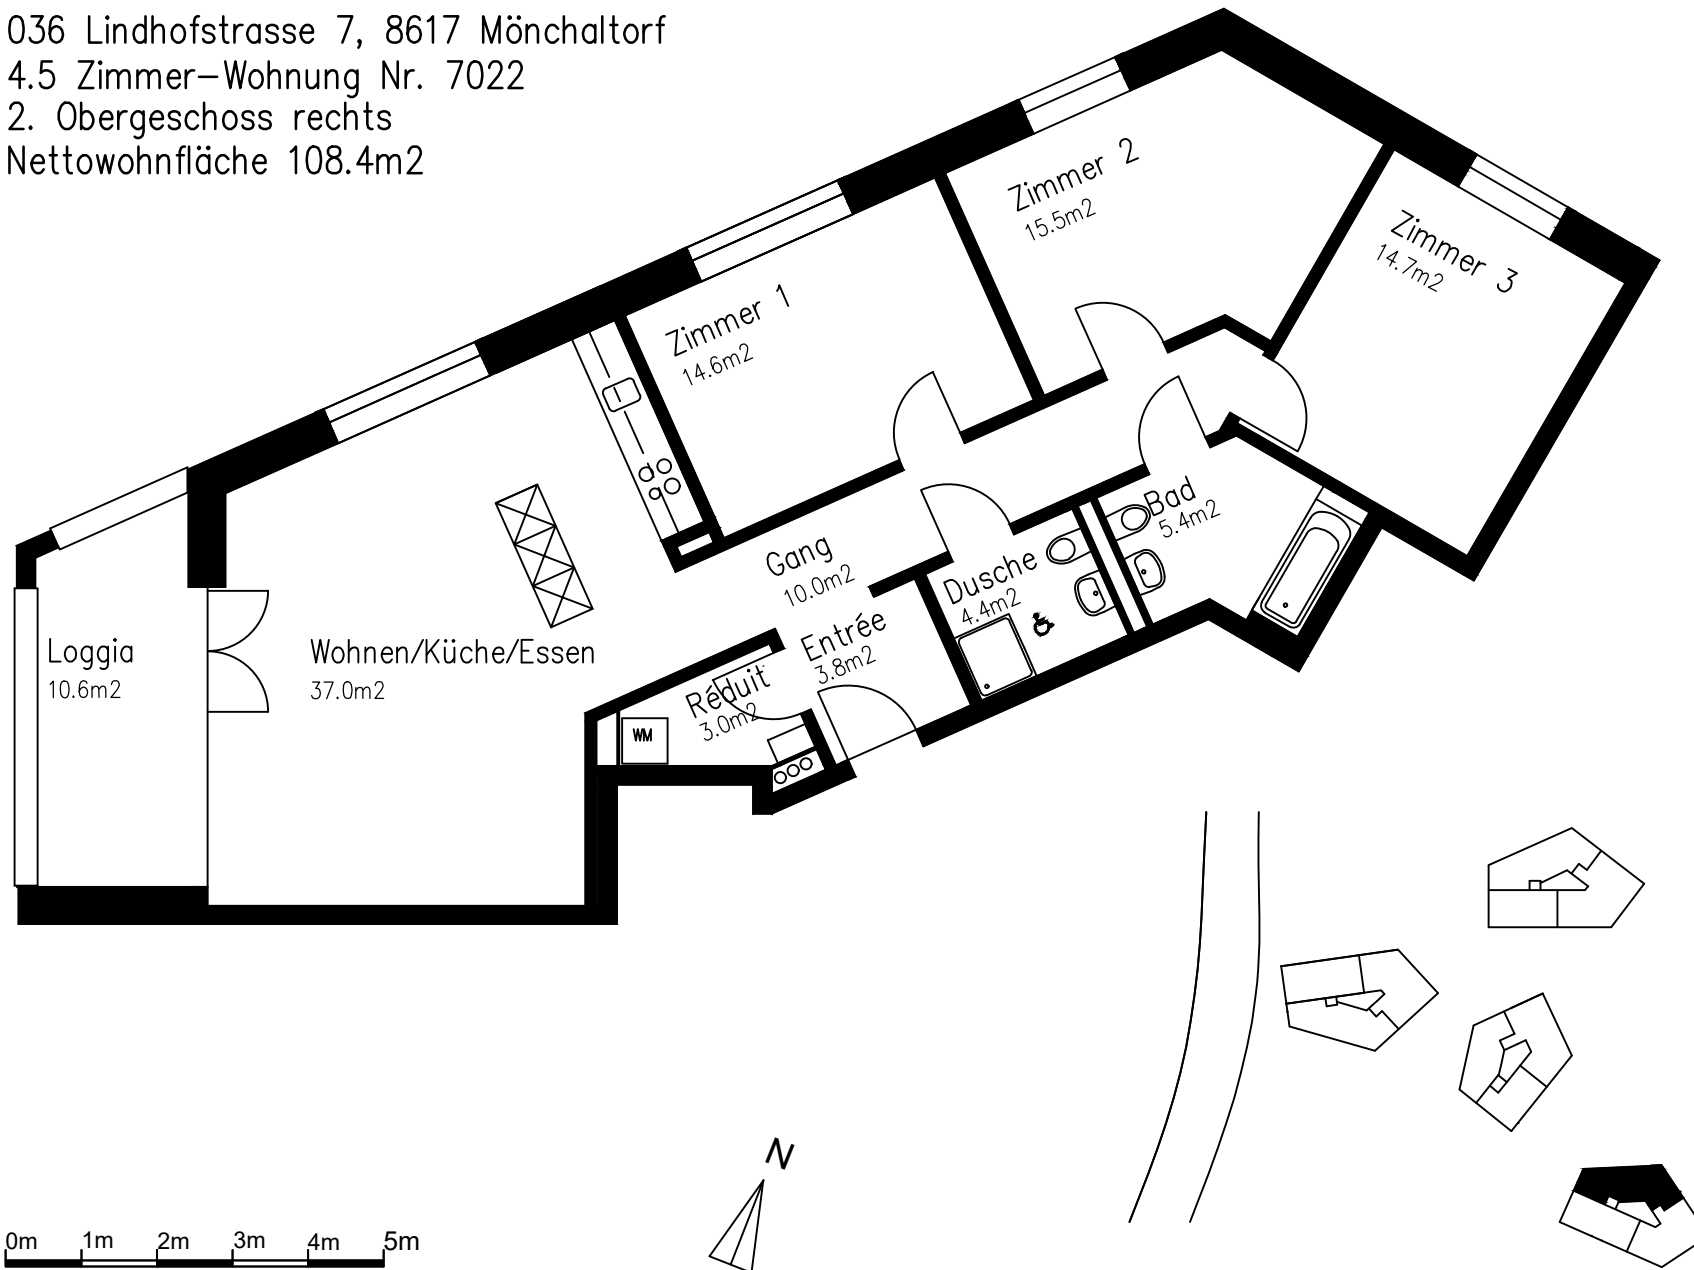 036 Lindhofstrasse 7, 8617 Mönchaltorf
4.5 Zimmer-Wohnung Nr. 7022
2. Obergeschoss rechts
Nettowohnfläche 108.4m2
Zimmer 2
15.5m2
Zimmer 3
14.7m2
Zimmer 1
14.6m2
Bad
5.4m2
Gang
10.0m2
Dusche
4.4m2
Entrée
3.8m2
Loggia
10.6m2
Wohnen/Küche/Essen
37.0m2
Réduit
3.0m2
WM
N
0m 1m 2m 3m 4m 5m